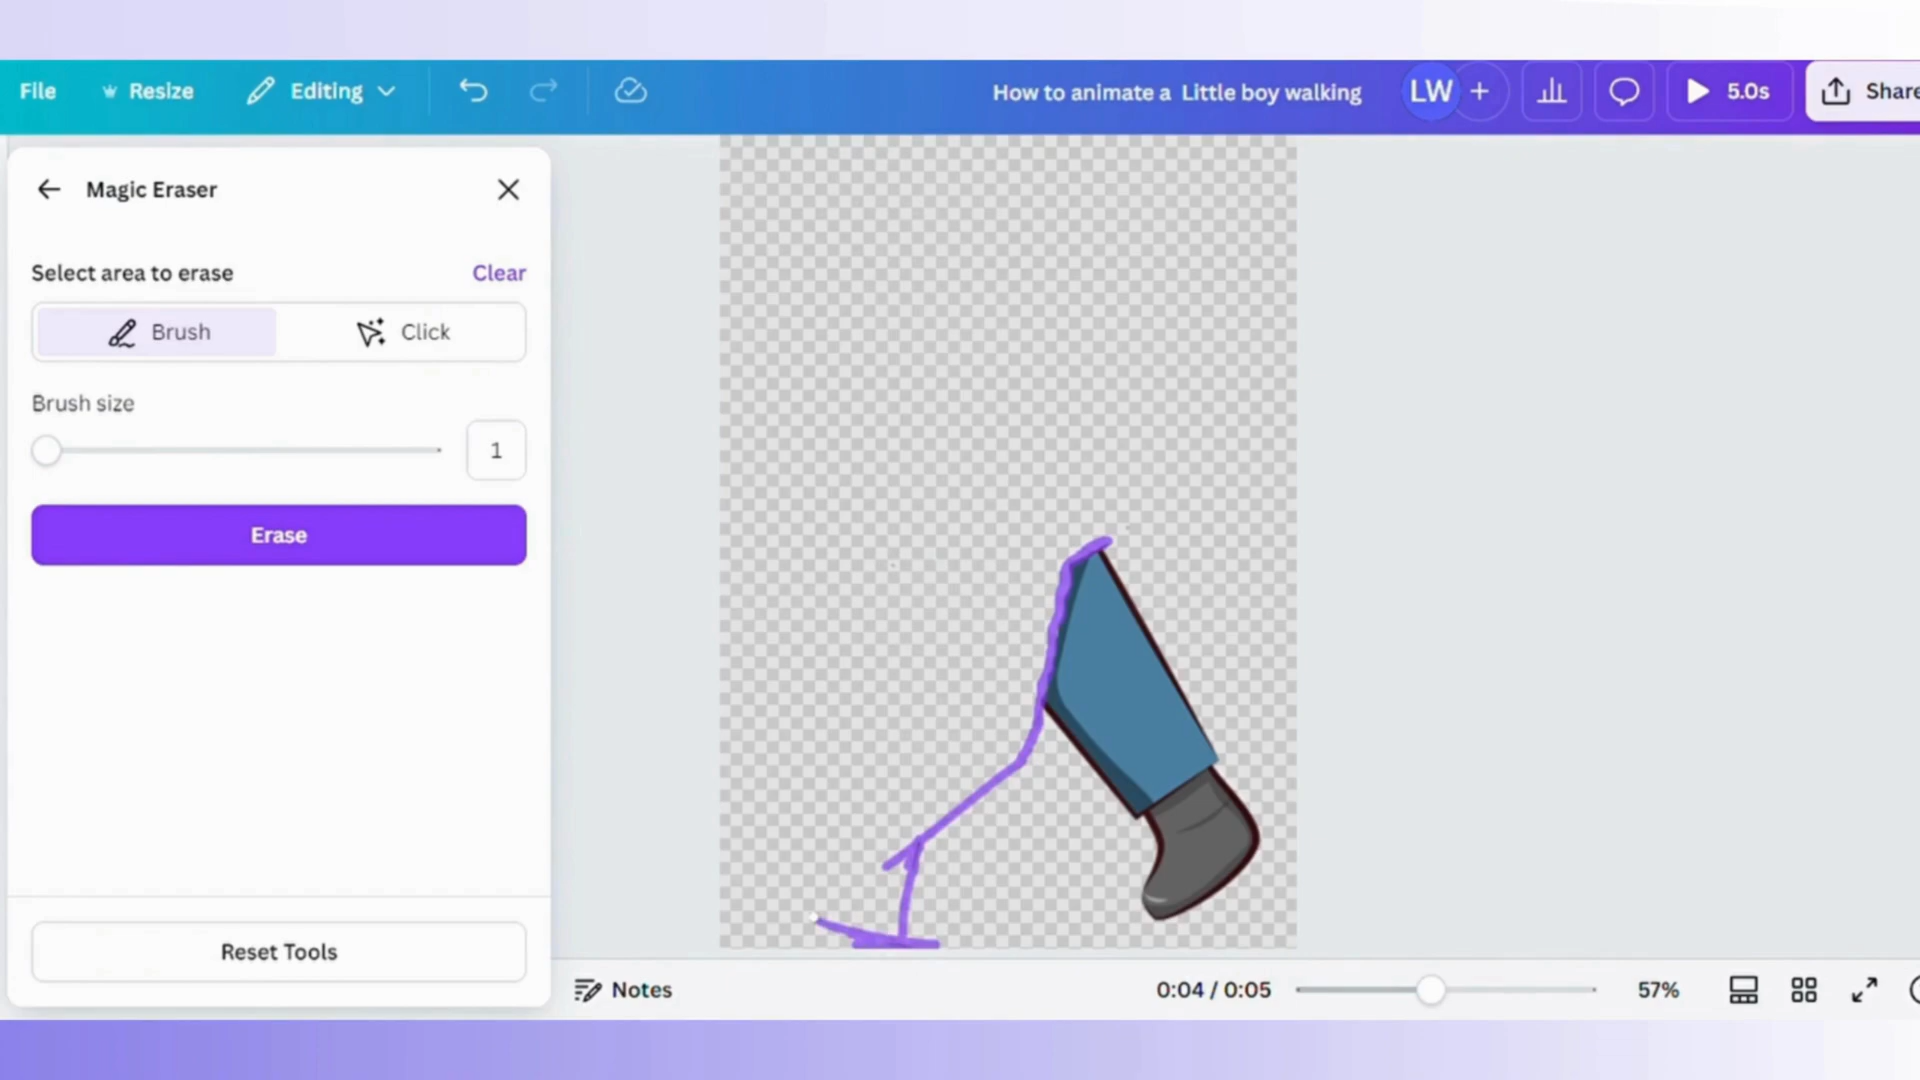 File Resize Editing How to animate a Little boy walking LW + 5.0s Share
Magic Eraser
Select area to erase Clear
Brush Click
Brush size
1
Erase
Reset Tools
Notes 0:04 / 0:05 57%